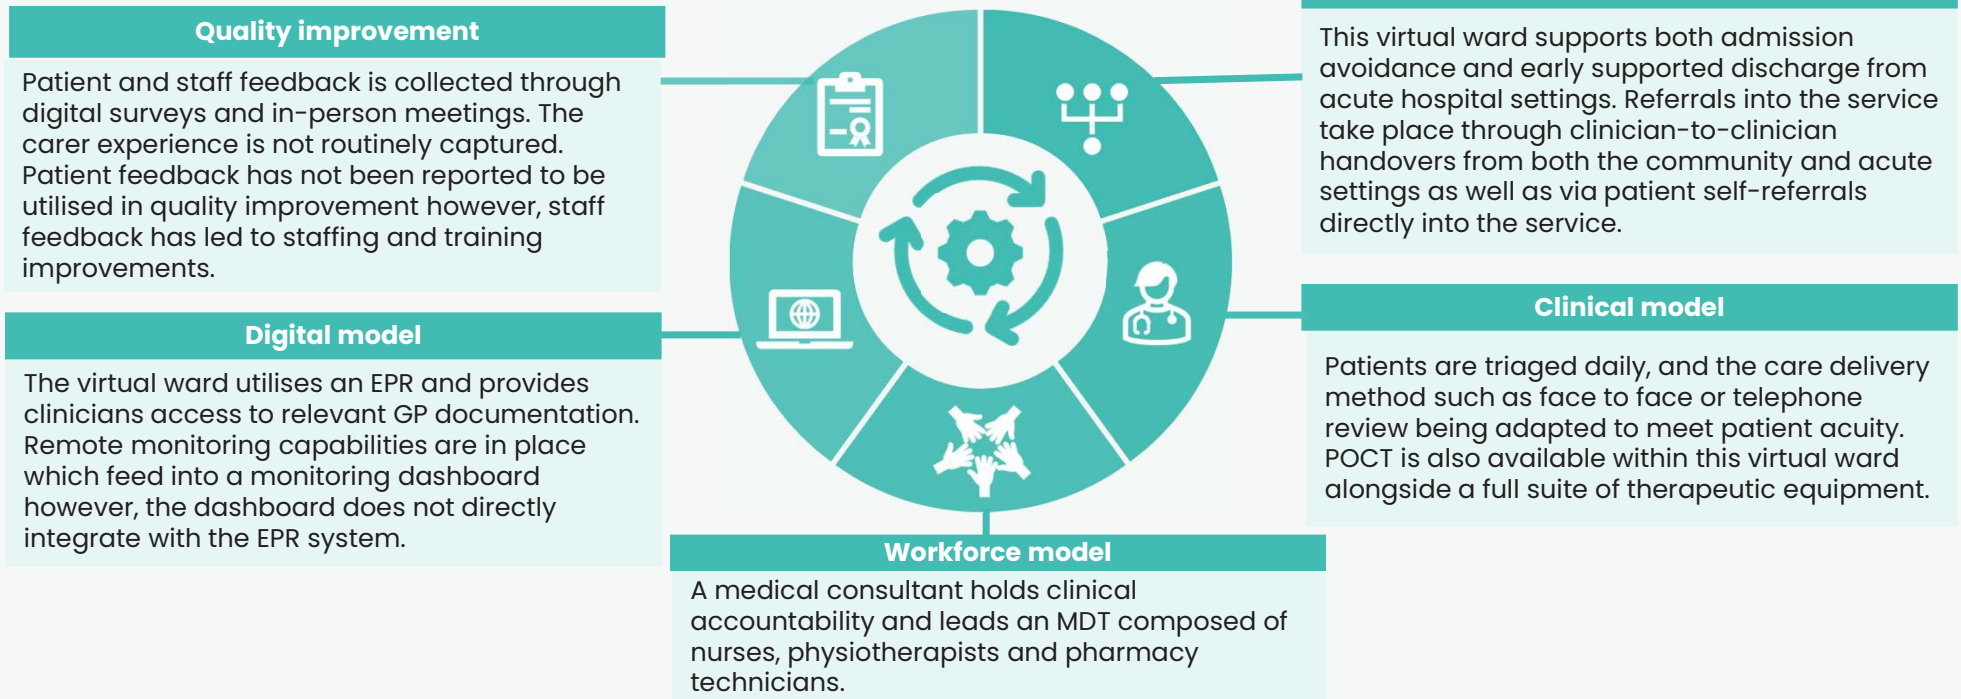 Quality improvement
Patient and staff feedback is collected through
digital surveys and in-person meetings. The
carer experience is not routinely captured.
Patient feedback has not been reported to be
utilised in quality improvement however, staff
feedback has led to staffing and training
improvements.
Digital model
The virtual ward utilises an EPR and provides
clinicians access to relevant GP documentation.
Remote monitoring capabilities are in place
which feed into a monitoring dashboard
however, the dashboard does not directly
integrate with the EPR system.
This virtual ward supports both admission
avoidance and early supported discharge from
acute hospital settings. Referrals into the service
take place through clinician-to-clinician
handovers from both the community and acute
settings as well as via patient self-referrals
directly into the service.
Clinical model
Patients are triaged daily, and the care delivery
method such as face to face or telephone
review being adapted to meet patient acuity.
POCT is also available within this virtual ward
alongside a full suite of therapeutic equipment.
Workforce model
A medical consultant holds clinical
accountability and leads an MDT composed of
nurses, physiotherapists and pharmacy
technicians.